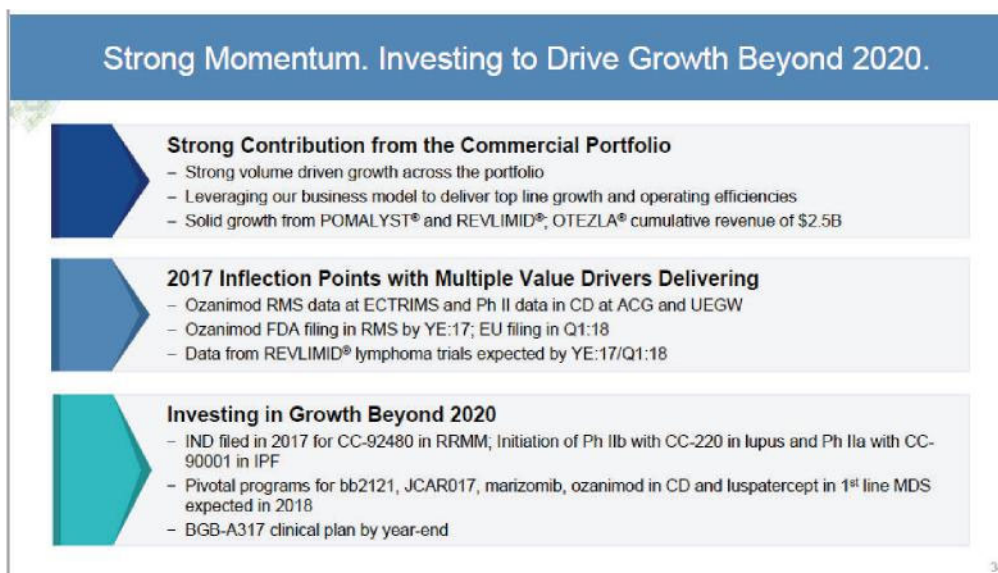 Strong Momentum. Investing to Drive Growth Beyond 2020.
Strong Contribution from the Commercial Portfolio
– Strong volume driven growth across the portfolio
– Leveraging our business model to deliver top line growth and operating efficiencies
– Solid growth from POMALYST® and REVLIMID®; OTEZLA® cumulative revenue of $2.5B
2017 Inflection Points with Multiple Value Drivers Delivering
– Ozanimod RMS data at ECTRIMS and Ph II data in CD at ACG and UEGW
– Ozanimod FDA filing in RMS by YE:17; EU filing in Q1:18
– Data from REVLIMID® lymphoma trials expected by YE:17/Q1:18
Investing in Growth Beyond 2020
– IND filed in 2017 for CC-92480 in RRMM; Initiation of Ph IIb with CC-220 in lupus and Ph IIa with CC-
90001 in IPF
– Pivotal programs for bb2121, JCAR017, marizomib, ozanimod in CD and luspatercept in 1st line MDS
expected in 2018
– BGB-A317 clinical plan by year-end
3